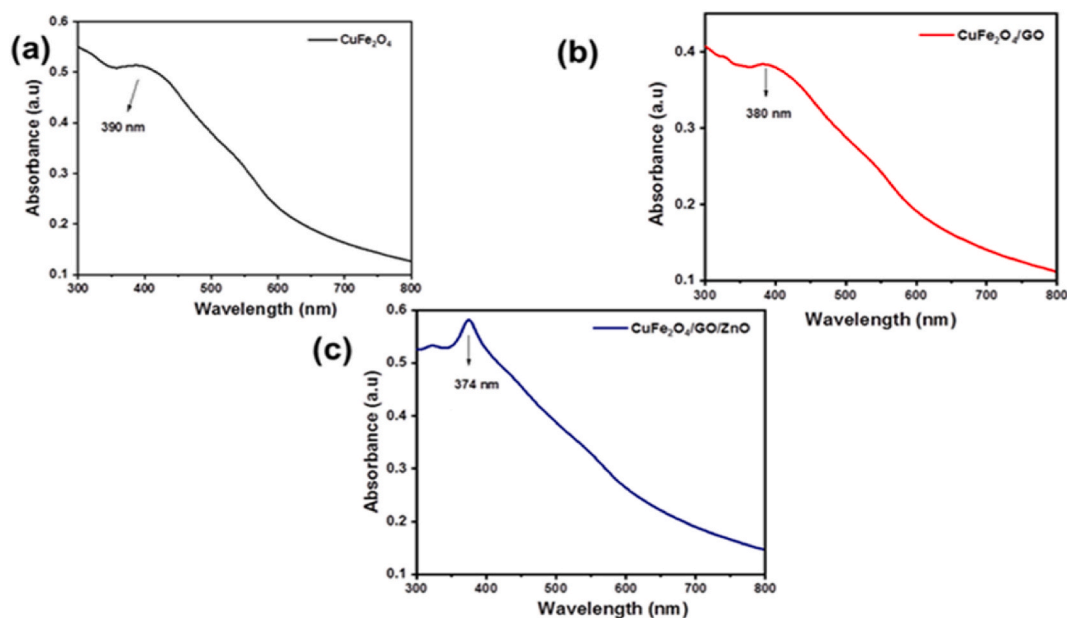 (a)
CuFe₂O₄
0.6
0.5
0.4
0.3
0.2
0.1
Absorbance (a.u)
390 nm
300 400 500 600 700 800
Wavelength (nm)
(b)
CuFe₂O₄/GO
0.4
0.3
0.2
0.1
Absorbance (a.u)
380 nm
300 400 500 600 700 800
Wavelength (nm)
(c)
CuFe₂O₄/GO/ZnO
0.6
0.5
0.4
0.3
0.2
0.1
Absorbance (a.u)
374 nm
300 400 500 600 700 800
Wavelength (nm)